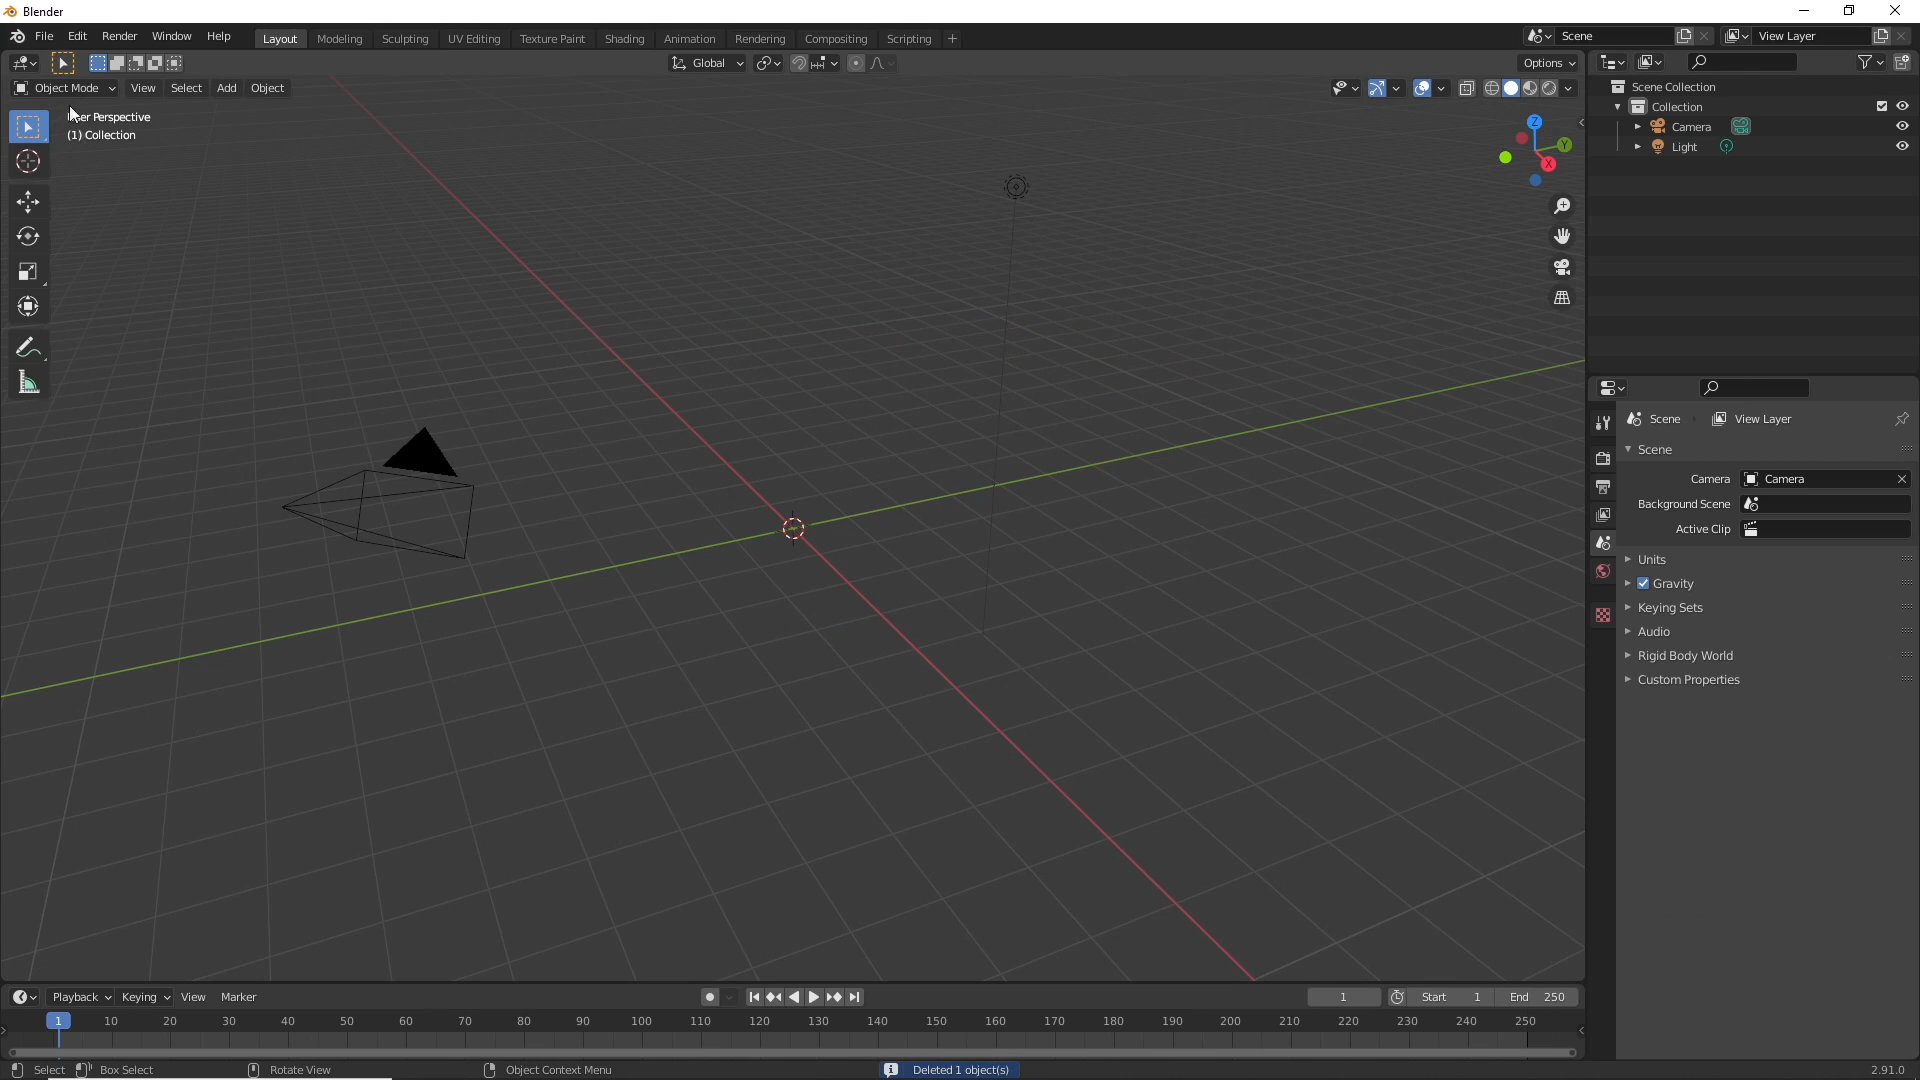 Blender
File Edit Render Window Help Layout Modeling Sculpting UV Editing Texture Paint Shading Animation Rendering Compositing Scripting + Scene View Layer
Global Options
Object Mode View Select Add Object
er Perspective
(1) Collection
Z
Y
X
Scene Collection
Collection
Camera
Light
Scene View Layer
Scene
Camera Camera
Background Scene
Active Clip
Units
Gravity
Keying Sets
Audio
Rigid Body World
Custom Properties
Playback Keying View Marker 1 Start 1 End 250
1 10 20 30 40 50 60 70 80 90 100 110 120 130 140 150 160 170 180 190 200 210 220 230 240 250
Select Box Select Rotate View Object Context Menu Deleted 1 object(s) 2.91.0